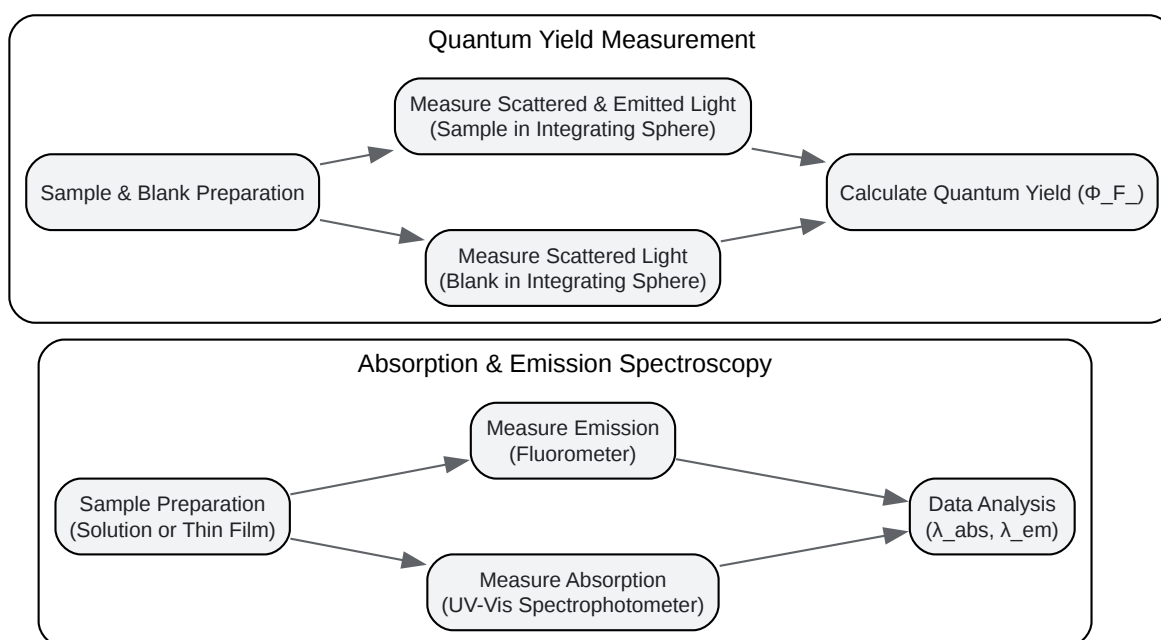 Quantum Yield Measurement
Measure Scattered & Emitted Light
(Sample in Integrating Sphere)
Sample & Blank Preparation
Calculate Quantum Yield (Φ_F_)
Measure Scattered Light
(Blank in Integrating Sphere)
Absorption & Emission Spectroscopy
Measure Emission
(Fluorometer)
Sample Preparation
(Solution or Thin Film)
Data Analysis
(λ_abs, λ_em)
Measure Absorption
(UV-Vis Spectrophotometer)